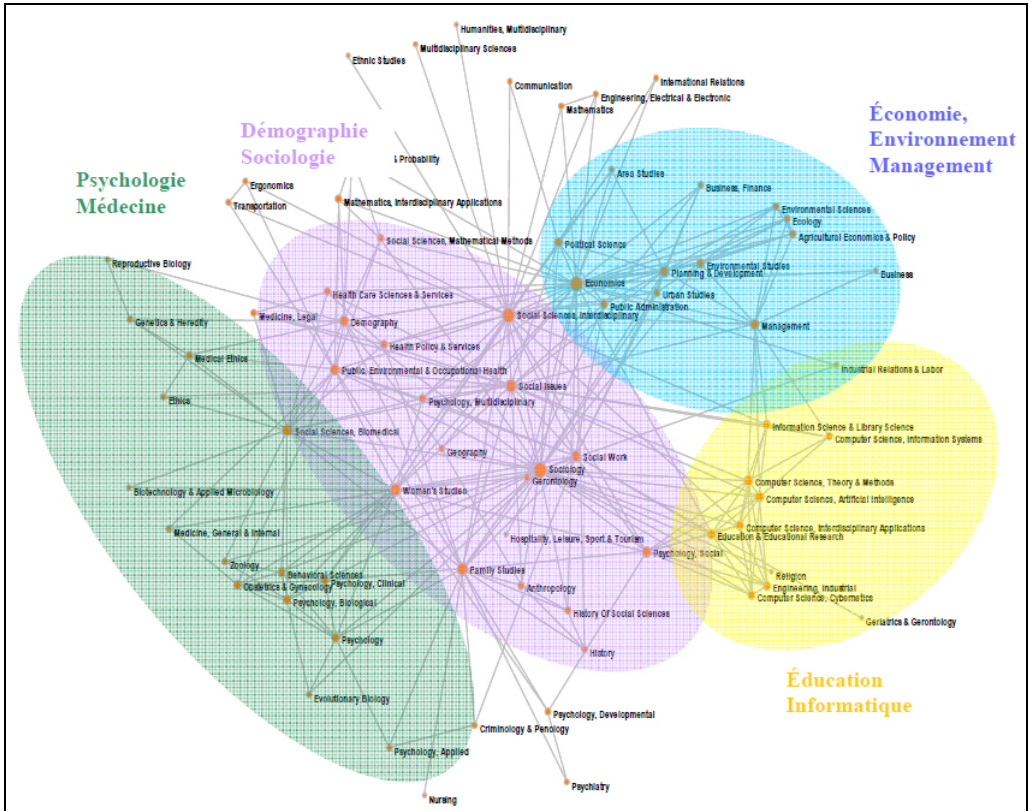 Humanities, Multidisciplinary
Multidisciplinary Sciences
Ethnic Studies
Communication
International Relations
Engineering, Electrical & Electronic
Mathematics
Économie,
Environnement
Management
Démographie
Sociologie
& Probability
Psychologie
Médecine
Ergonomics
Transportation
Mathematics, Interdisciplinary Applications
Area Studies
Business, Finance
Environmental Sciences
Ecology
Agricultural Economics & Policy
Social Sciences, Mathematical Methods
Political Science
Reproductive Biology
Environmental Studies
Planning & Development
Business
Economics
Urban Studies
Health Care Sciences & Services
Public Administration
Medicine, Legal
Social Sciences, Interdisciplinary
Genetics & Heredity
Demography
Management
Health Policy & Services
Medical Ethics
Industrial Relations & Labor
Public, Environmental & Occupational Health
Social Issues
Ethics
Psychology, Multidisciplinary
Information Science & Library Science
Social Sciences, Biomedical
Computer Science, Information Systems
Geography
Social Work
Sociology
Gerontology
Computer Science, Theory & Methods
Biotechnology & Applied Microbiology
Women's Studies
Computer Science, Artificial Intelligence
Medicine, General & Internal
Computer Science, Interdisciplinary Applications
Hospitality, Leisure, Sport & Tourism
Education & Educational Research
Psychology, Social
Zoology
Behavioral Sciences
Family Studies
Religion
Psychology, Clinical
Obstetrics & Gynecology
Anthropology
Engineering, Industrial
Psychology, Biological
Computer Science, Cybernetics
History Of Social Sciences
Geriatrics & Gerontology
Psychology
History
Éducation
Informatique
Evolutionary Biology
Psychology, Developmental
Criminology & Penology
Psychology, Applied
Psychiatry
Nursing